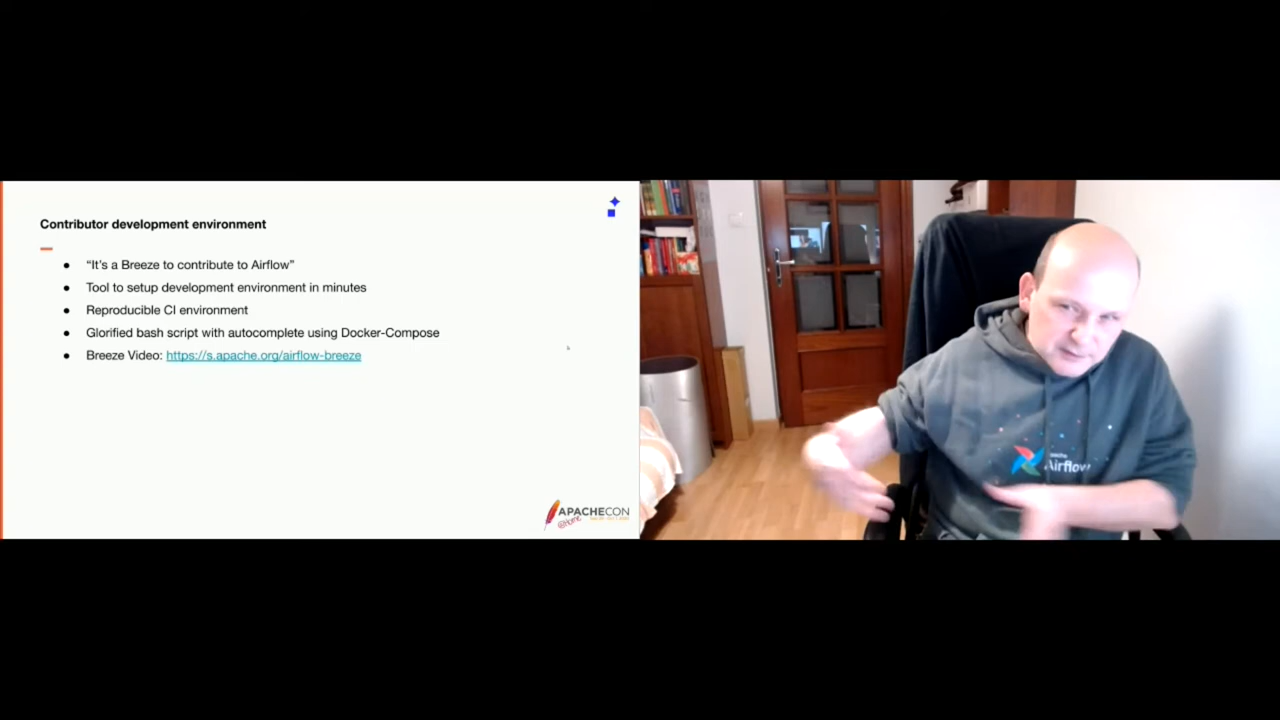 Contributor development environment
● “It’s a Breeze to contribute to Airflow”
● Tool to setup development environment in minutes
● Reproducible CI environment
● Glorified bash script with autocomplete using Docker-Compose
● Breeze Video: https://s.apache.org/airflow-breeze
APACHECON
@Home
Airflow